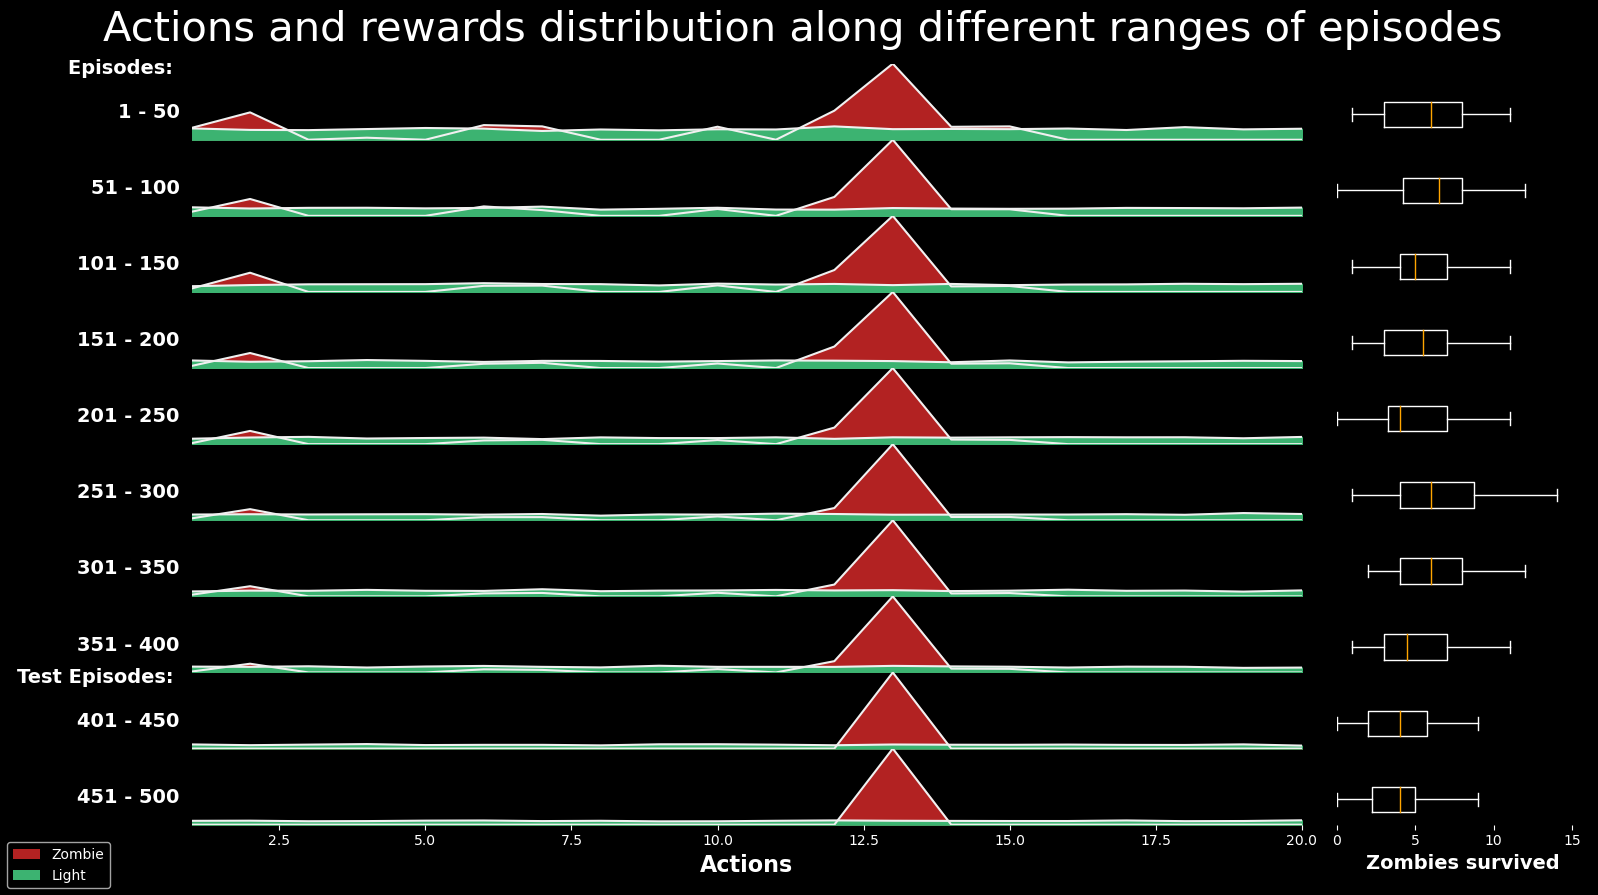 Actions and rewards distribution along different ranges of episodes
Episodes:
1 - 50
51 - 100
101 - 150
151 - 200
201 - 250
251 - 300
301 - 350
351 - 400
Test Episodes:
401 - 450
451 - 500
2.5 5.0 7.5 10.0 12.5 15.0 17.5 20.0
0 5 10 15
Actions
Zombies survived
Zombie
Light